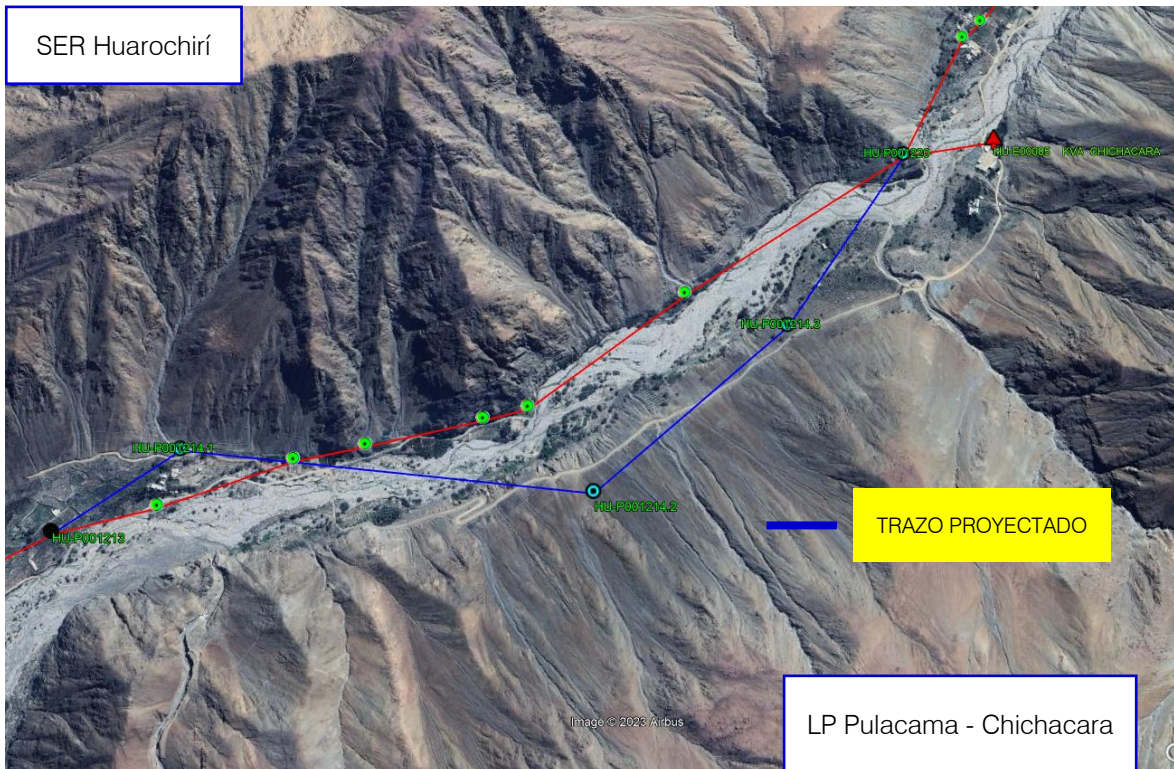 SER Huarochirí
HU-P001220
HU-E00085 KVA CHICHACARA
HU-P001214.3
HU-P001214.1
HU-P001214.2
HU-P001213
TRAZO PROYECTADO
LP Pulacama - Chichacara
Image © 2023 Airbus